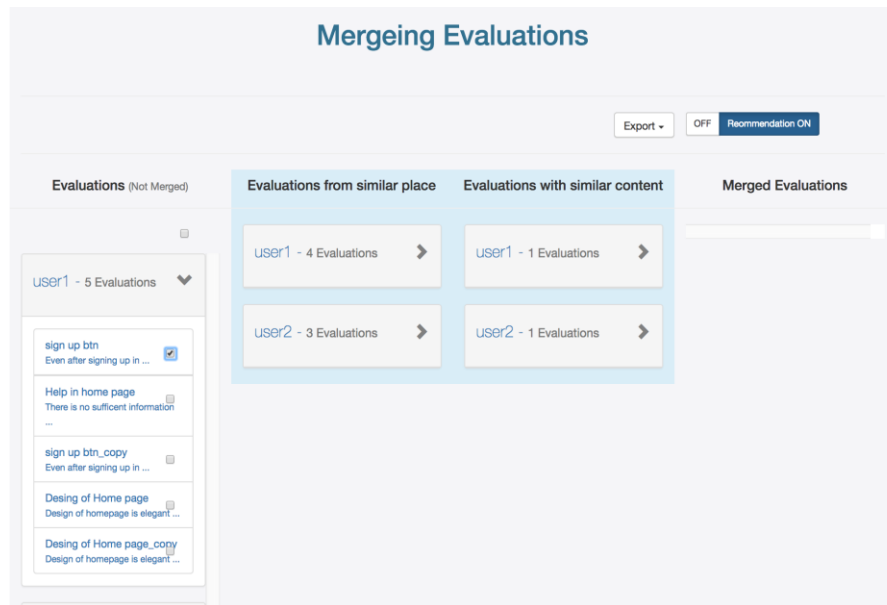 Mergeing Evaluations
Export
OFF
Reommendation ON
Evaluations (Not Merged)
Evaluations from similar place
Evaluations with similar content
Merged Evaluations
user1 - 5 Evaluations
sign up btn
Even after signing up in ...
Help in home page
There is no sufficent information
...
sign up btn_copy
Even after signing up in ...
Desing of Home page
Design of homepage is elegant ...
Desing of Home page_copy
Design of homepage is elegant ...
user1 - 4 Evaluations
user2 - 3 Evaluations
user1 - 1 Evaluations
user2 - 1 Evaluations